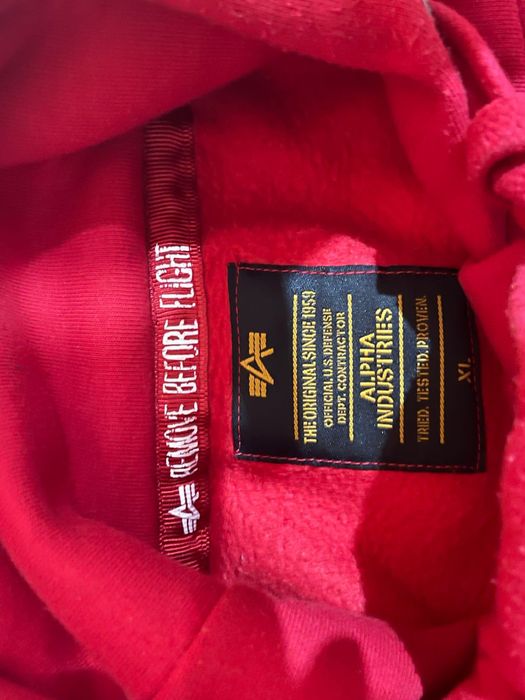 REMOVE BEFORE FLIGHT
THE ORIGINAL SINCE 1959
OFFICIAL U.S. DEFENSE
DEPT. CONTRACTOR
ALPHA
INDUSTRIES
TRIED. TESTED. PROVEN.
XL